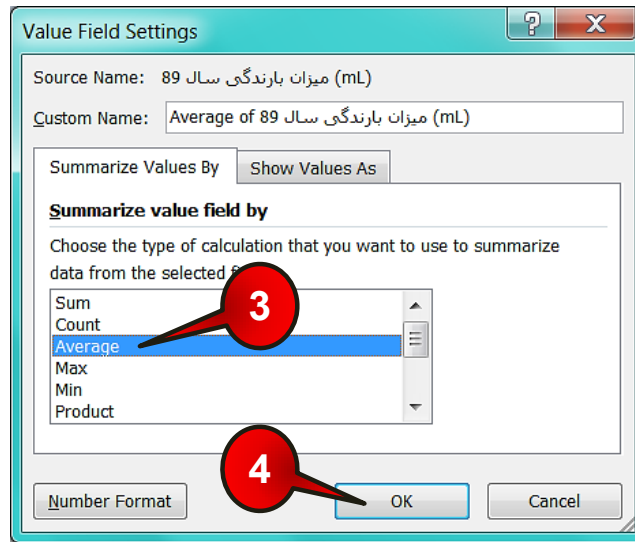 Value Field Settings
Source Name: میزات بارندگی سال 89 (mL)
Custom Name: Average of میزات بارندگی سال 89 (mL)
Summarize Values By
Show Values As
Summarize value field by
Choose the type of calculation that you want to use to summarize
data from the selected
Sum
Count
Average
Max
Min
Product
3
4
Number Format
OK
Cancel